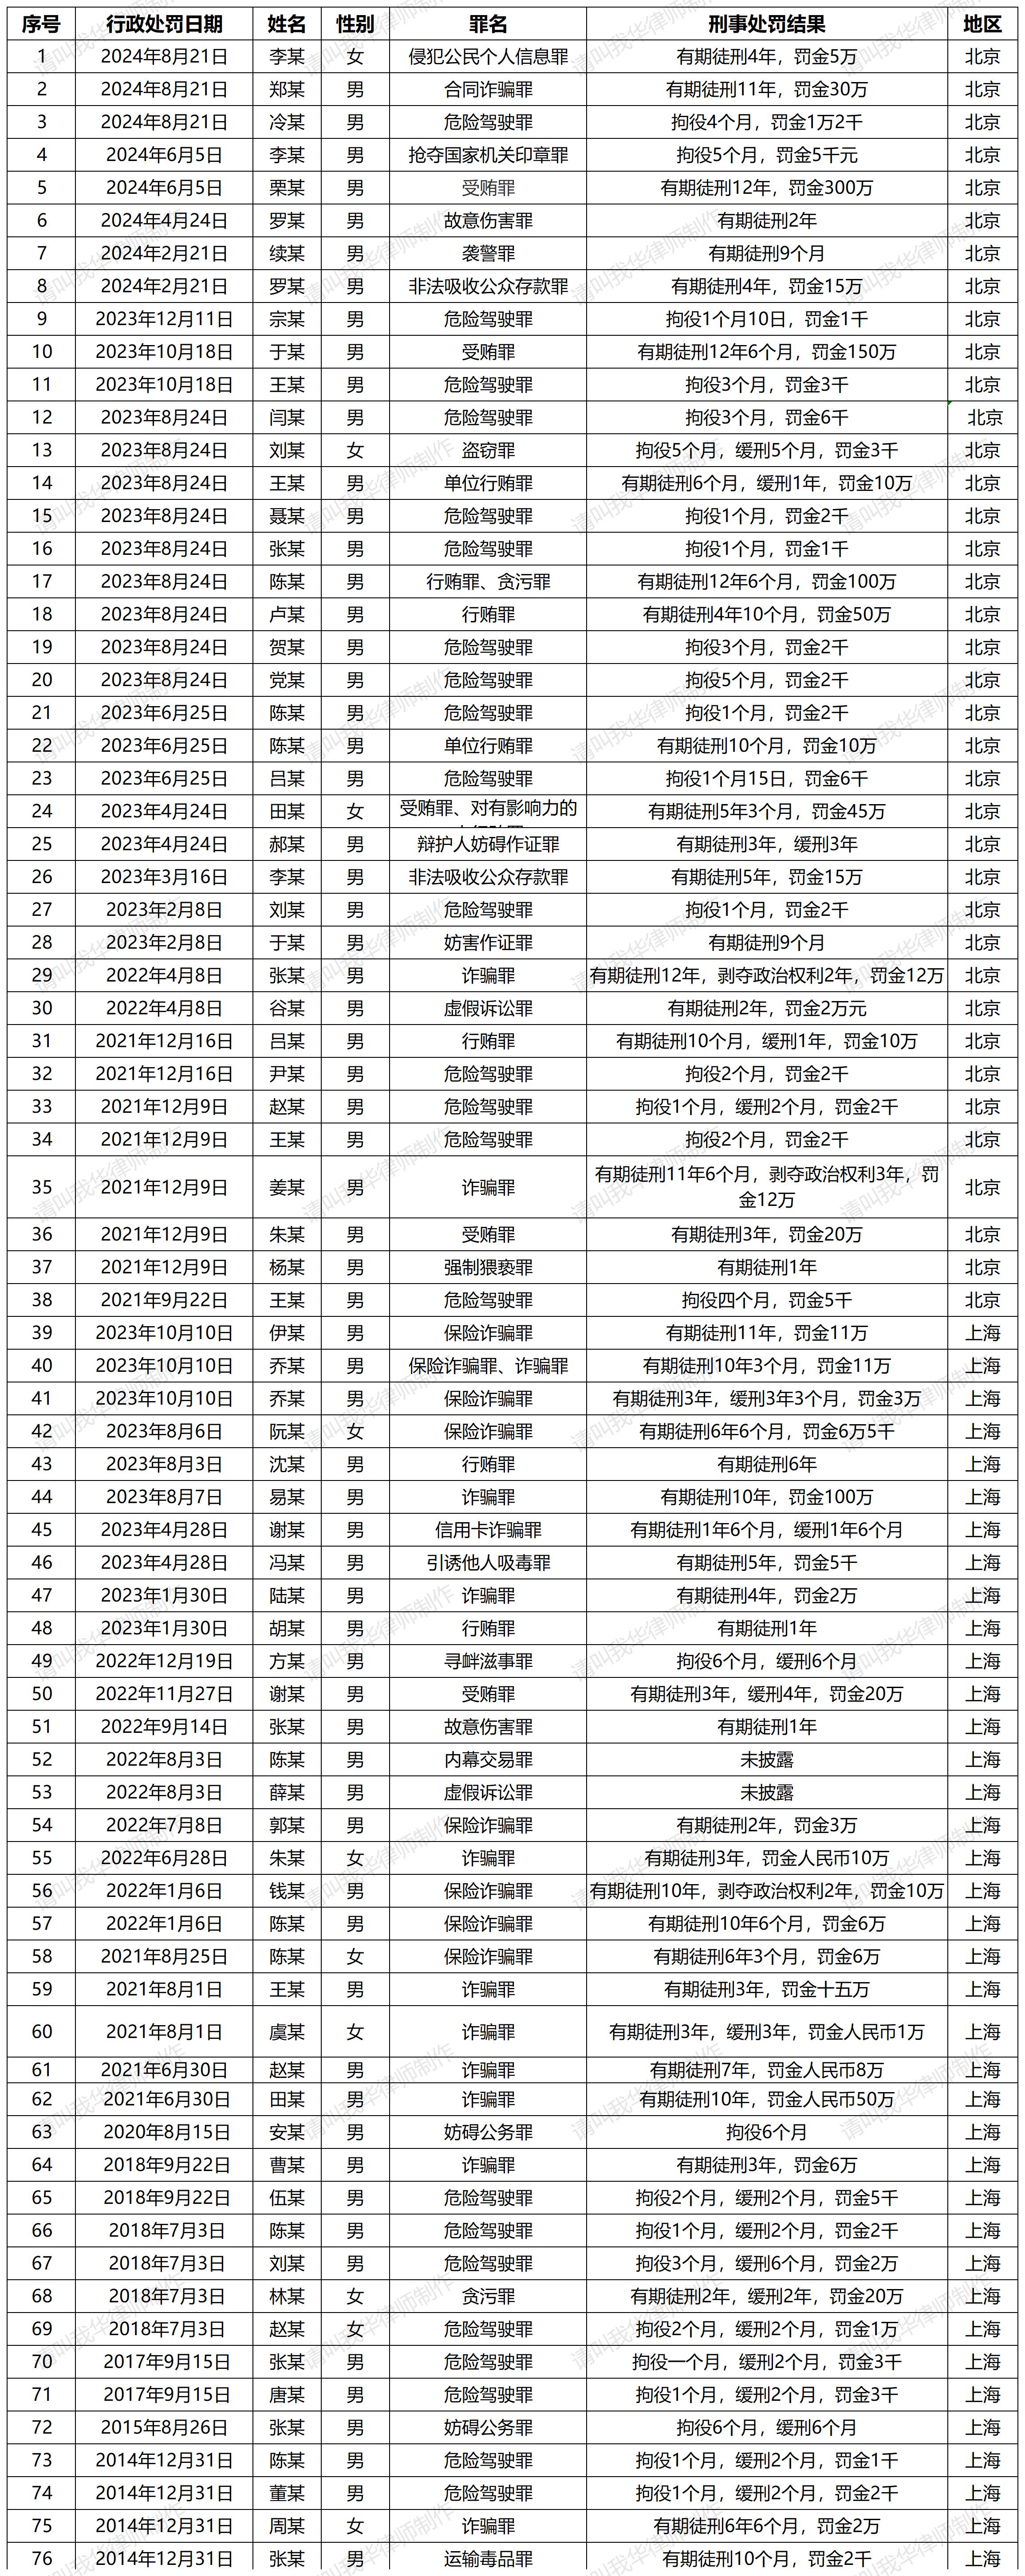 序号 行政处罚日期 姓名 性别 罪名 刑事处罚结果 地区
1 2024年8月21日 李某 女 侵犯公民个人信息罪 有期徒刑4年，罚金5万 北京
2 2024年8月21日 郑某 男 合同诈骗罪 有期徒刑11年，罚金30万 北京
3 2024年8月21日 冷某 男 危险驾驶罪 拘役4个月，罚金1万2千 北京
4 2024年6月5日 李某 男 抢夺国家机关印章罪 拘役5个月，罚金5千元 北京
5 2024年6月5日 栗某 男 受贿罪 有期徒刑12年，罚金300万 北京
6 2024年4月24日 罗某 男 故意伤害罪 有期徒刑2年 北京
7 2024年2月21日 续某 男 袭警罪 有期徒刑9个月 北京
8 2024年2月21日 罗某 男 非法吸收公众存款罪 有期徒刑4年，罚金15万 北京
9 2023年12月11日 宗某 男 危险驾驶罪 拘役1个月10日，罚金1千 北京
10 2023年10月18日 于某 男 受贿罪 有期徒刑12年6个月，罚金150万 北京
11 2023年10月18日 王某 男 危险驾驶罪 拘役3个月，罚金3千 北京
12 2023年8月24日 闫某 男 危险驾驶罪 拘役3个月，罚金6千 北京
13 2023年8月24日 刘某 女 盗窃罪 拘役5个月，缓刑5个月，罚金3千 北京
14 2023年8月24日 王某 男 单位行贿罪 有期徒刑6个月，缓刑1年，罚金10万 北京
15 2023年8月24日 聂某 男 危险驾驶罪 拘役1个月，罚金2千 北京
16 2023年8月24日 张某 男 危险驾驶罪 拘役1个月，罚金1千 北京
17 2023年8月24日 陈某 男 行贿罪、贪污罪 有期徒刑12年6个月，罚金100万 北京
18 2023年8月24日 卢某 男 行贿罪 有期徒刑4年10个月，罚金50万 北京
19 2023年8月24日 贺某 男 危险驾驶罪 拘役3个月，罚金2千 北京
20 2023年8月24日 党某 男 危险驾驶罪 拘役5个月，罚金2千 北京
21 2023年6月25日 陈某 男 危险驾驶罪 拘役1个月，罚金2千 北京
22 2023年6月25日 陈某 男 单位行贿罪 有期徒刑10个月，罚金10万 北京
23 2023年6月25日 吕某 男 危险驾驶罪 拘役1个月15日，罚金6千 北京
24 2023年4月24日 田某 女 受贿罪、对有影响力的 有期徒刑5年3个月，罚金45万 北京
25 2023年4月24日 郝某 男 辩护人妨碍作证罪 有期徒刑3年，缓刑3年 北京
26 2023年3月16日 李某 男 非法吸收公众存款罪 有期徒刑5年，罚金15万 北京
27 2023年2月8日 刘某 男 危险驾驶罪 拘役1个月，罚金2千 北京
28 2023年2月8日 于某 男 妨害作证罪 有期徒刑9个月 北京
29 2022年4月8日 张某 男 诈骗罪 有期徒刑12年，剥夺政治权利2年，罚金12万 北京
30 2022年4月8日 谷某 男 虚假诉讼罪 有期徒刑2年，罚金2万元 北京
31 2021年12月16日 吕某 男 行贿罪 有期徒刑10个月，缓刑1年，罚金10万 北京
32 2021年12月16日 尹某 男 危险驾驶罪 拘役2个月，罚金2千 北京
33 2021年12月9日 赵某 男 危险驾驶罪 拘役1个月，缓刑2个月，罚金2千 北京
34 2021年12月9日 王某 男 危险驾驶罪 拘役2个月，罚金2千 北京
35 2021年12月9日 姜某 男 诈骗罪 有期徒刑11年6个月，剥夺政治权利3年，罚
金12万 北京
36 2021年12月9日 朱某 男 受贿罪 有期徒刑3年，罚金20万 北京
37 2021年12月9日 杨某 男 强制猥亵罪 有期徒刑1年 北京
38 2021年9月22日 王某 男 危险驾驶罪 拘役四个月，罚金5千 北京
39 2023年10月10日 伊某 男 保险诈骗罪 有期徒刑11年，罚金11万 上海
40 2023年10月10日 乔某 男 保险诈骗罪、诈骗罪 有期徒刑10年3个月，罚金11万 上海
41 2023年10月10日 乔某 男 保险诈骗罪 有期徒刑3年，缓刑3年3个月，罚金3万 上海
42 2023年8月6日 阮某 女 保险诈骗罪 有期徒刑6年6个月，罚金6万5千 上海
43 2023年8月3日 沈某 男 行贿罪 有期徒刑6年 上海
44 2023年8月7日 易某 男 诈骗罪 有期徒刑10年，罚金100万 上海
45 2023年4月28日 谢某 男 信用卡诈骗罪 有期徒刑1年6个月，缓刑1年6个月 上海
46 2023年4月28日 冯某 男 引诱他人吸毒罪 有期徒刑5年，罚金5千 上海
47 2023年1月30日 陆某 男 诈骗罪 有期徒刑4年，罚金2万 上海
48 2023年1月30日 胡某 男 行贿罪 有期徒刑1年 上海
49 2022年12月19日 方某 男 寻衅滋事罪 拘役6个月，缓刑6个月 上海
50 2022年11月27日 谢某 男 受贿罪 有期徒刑3年，缓刑4年，罚金20万 上海
51 2022年9月14日 张某 男 故意伤害罪 有期徒刑1年 上海
52 2022年8月3日 陈某 男 内幕交易罪 未披露 上海
53 2022年8月3日 薛某 男 虚假诉讼罪 未披露 上海
54 2022年7月8日 郭某 男 保险诈骗罪 有期徒刑2年，罚金3万 上海
55 2022年6月28日 朱某 女 诈骗罪 有期徒刑3年，罚金人民币10万 上海
56 2022年1月6日 钱某 男 保险诈骗罪 有期徒刑10年，剥夺政治权利2年，罚金10万 上海
57 2022年1月6日 陈某 男 保险诈骗罪 有期徒刑10年6个月，罚金6万 上海
58 2021年8月25日 陈某 女 保险诈骗罪 有期徒刑6年3个月，罚金6万 上海
59 2021年8月1日 王某 男 诈骗罪 有期徒刑3年，罚金十五万 上海
60 2021年8月1日 虞某 女 诈骗罪 有期徒刑3年，缓刑3年，罚金人民币1万 上海
61 2021年6月30日 赵某 男 诈骗罪 有期徒刑7年，罚金人民币8万 上海
62 2021年6月30日 田某 男 诈骗罪 有期徒刑10年，罚金人民币50万 上海
63 2020年8月15日 安某 男 妨碍公务罪 拘役6个月 上海
64 2018年9月22日 曹某 男 诈骗罪 有期徒刑3年，罚金6万 上海
65 2018年9月22日 伍某 男 危险驾驶罪 拘役2个月，缓刑2个月，罚金5千 上海
66 2018年7月3日 陈某 男 危险驾驶罪 拘役1个月，缓刑2个月，罚金2千 上海
67 2018年7月3日 刘某 男 危险驾驶罪 拘役3个月，缓刑6个月，罚金2万 上海
68 2018年7月3日 林某 女 贪污罪 有期徒刑2年，缓刑2年，罚金20万 上海
69 2018年7月3日 赵某 女 危险驾驶罪 拘役2个月，缓刑2个月，罚金1万 上海
70 2017年9月15日 张某 男 危险驾驶罪 拘役一个月，缓刑2个月，罚金3千 上海
71 2017年9月15日 唐某 男 危险驾驶罪 拘役1个月，缓刑2个月，罚金3千 上海
72 2015年8月26日 张某 男 妨碍公务罪 拘役6个月，缓刑6个月 上海
73 2014年12月31日 陈某 男 危险驾驶罪 拘役1个月，缓刑2个月，罚金1千 上海
74 2014年12月31日 董某 男 危险驾驶罪 拘役1个月，缓刑2个月，罚金2千 上海
75 2014年12月31日 周某 女 诈骗罪 有期徒刑6年6个月，罚金2万 上海
76 2014年12月31日 张某 男 运输毒品罪 有期徒刑10个月，罚金2千 上海
请叫我华律师制作